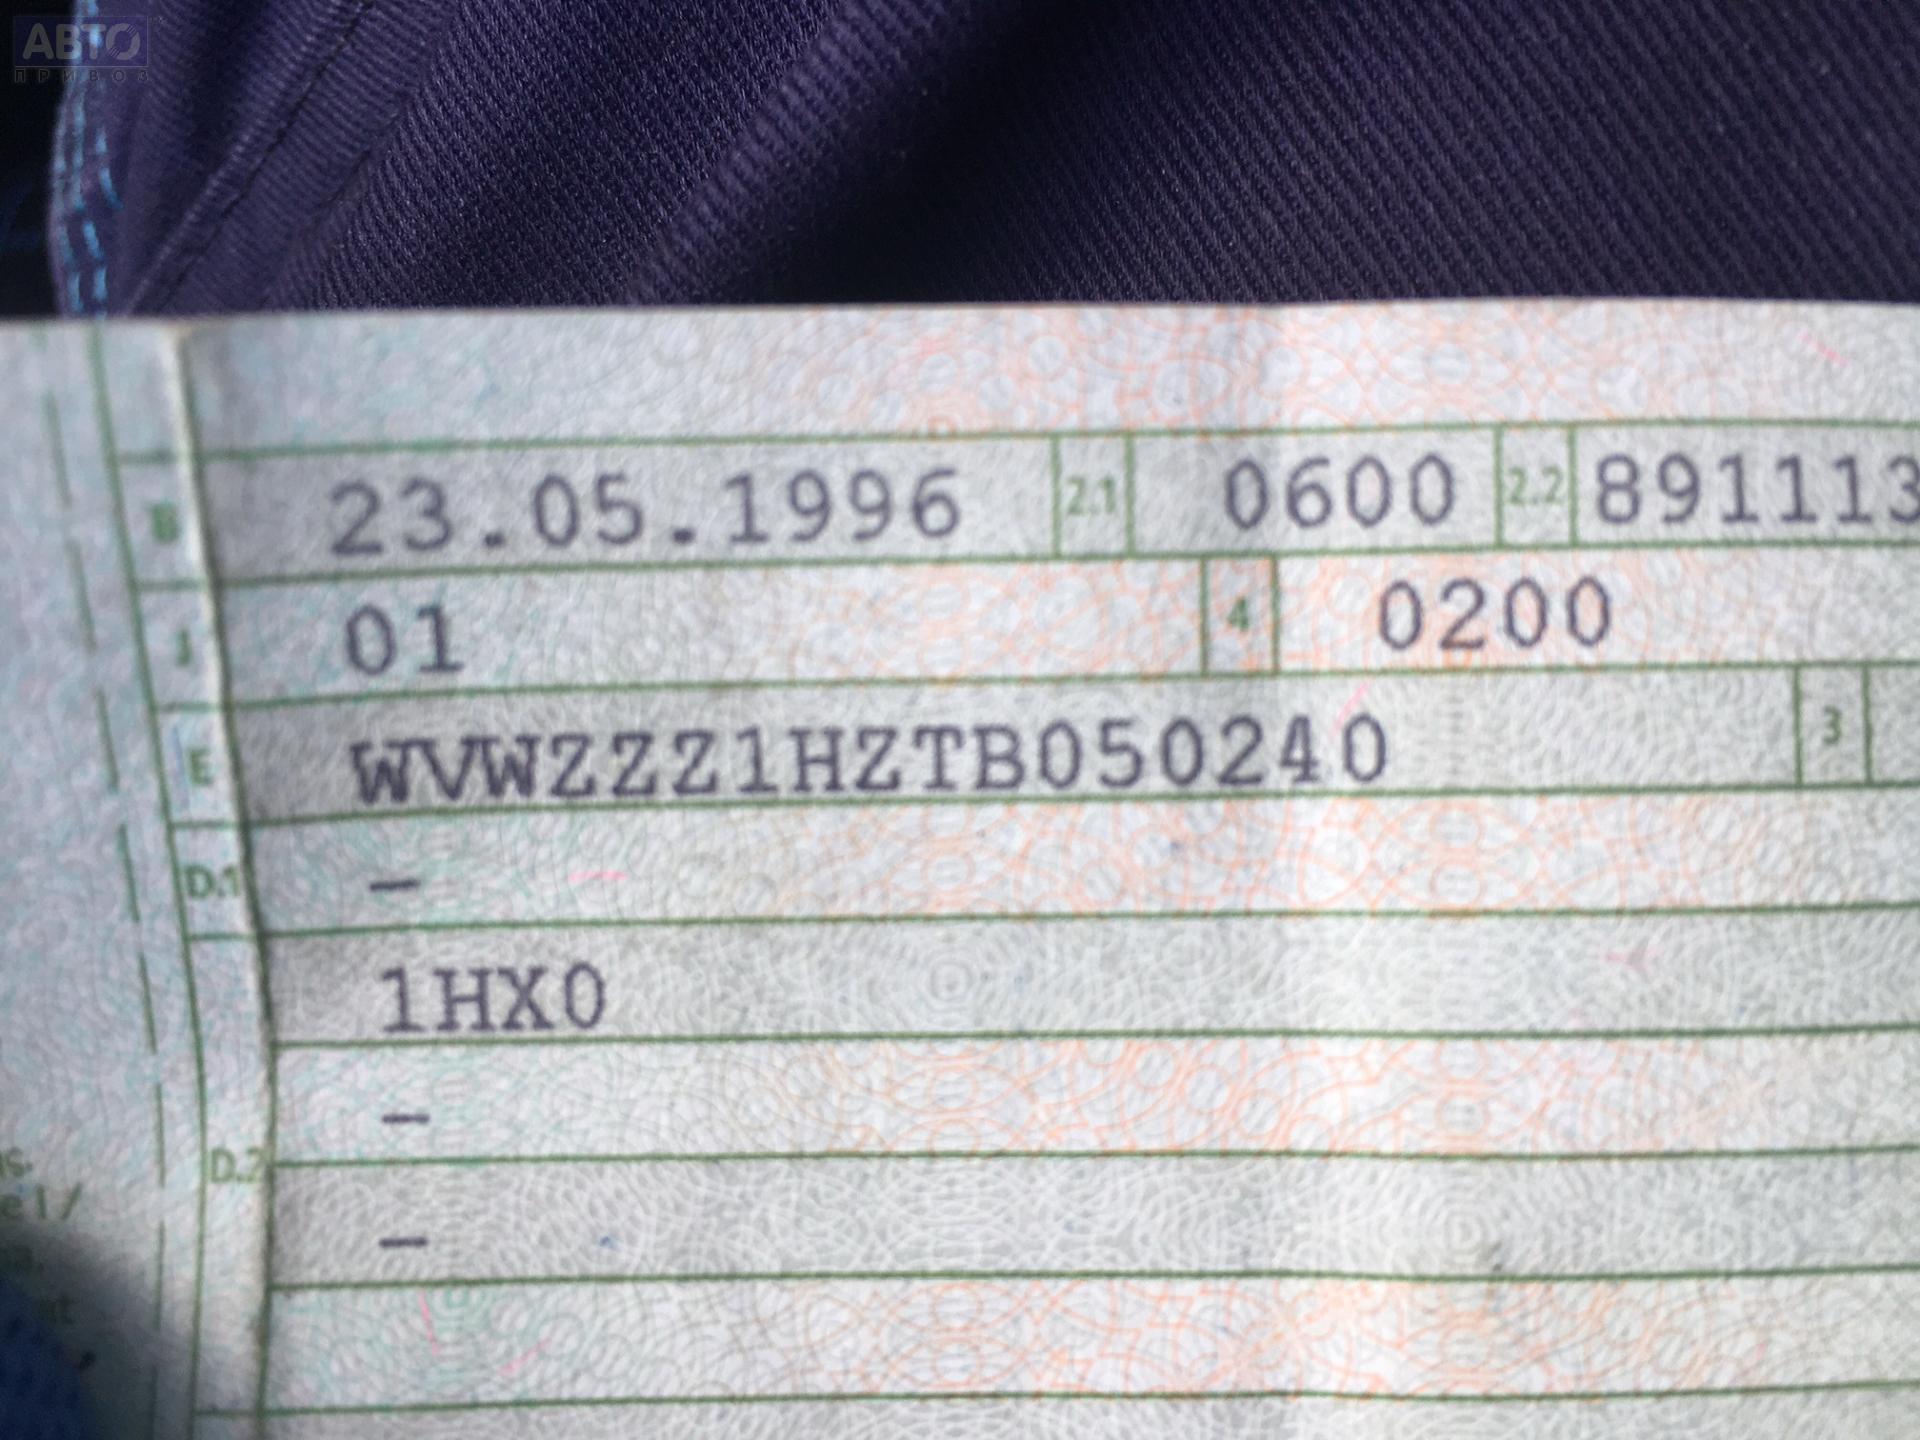 АВТО
ПРИВОЗ
B 23.05.1996 2.1 0600 2.2 891113
J 01 4 0200
E WVWZZZ1HZTB050240 3
D.1 –
1HX0
–
D.2
–